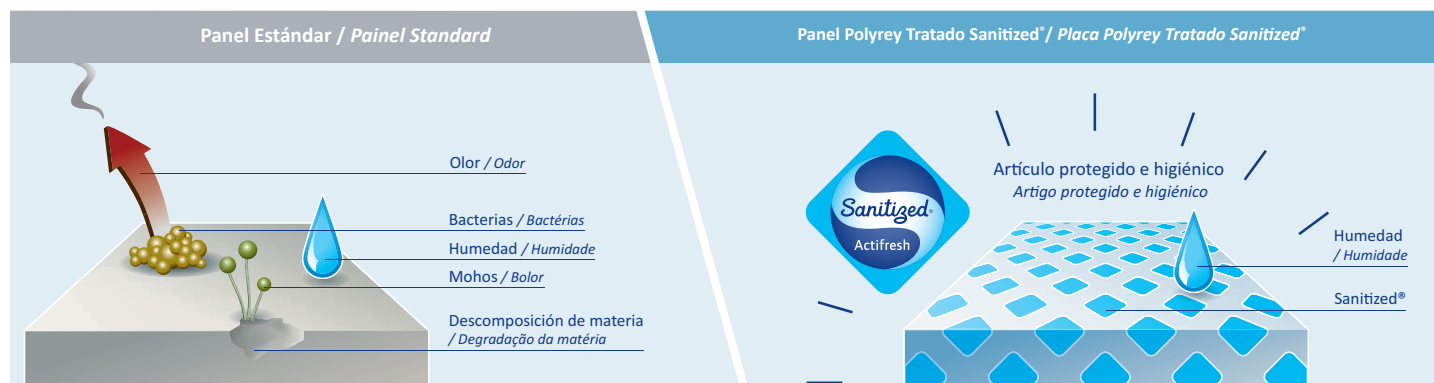 Panel Estándar / Painel Standard
Olor / Odor
Bacterias / Bactérias
Humedad / Humidade
Mohos / Bolor
Descomposición de materia
/ Degradação da matéria
Panel Polyrey Tratado Sanitized®/ Placa Polyrey Tratado Sanitized®
Artículo protegido e higiénico
Artigo protegido e higiénico
Sanitized®
Actifresh
Humedad
/ Humidade
Sanitized®